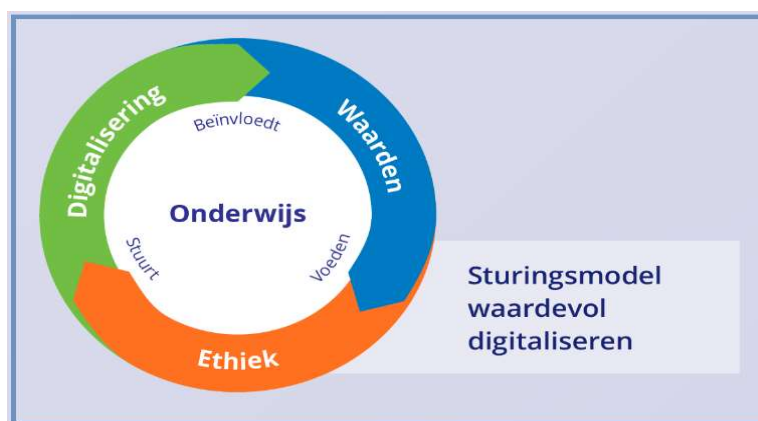 Digitalisering
Waarden
Beïnvloedt
Onderwijs
Stuurt
Voeden
Ethiek
Sturingsmodel
waardevol
digitaliseren